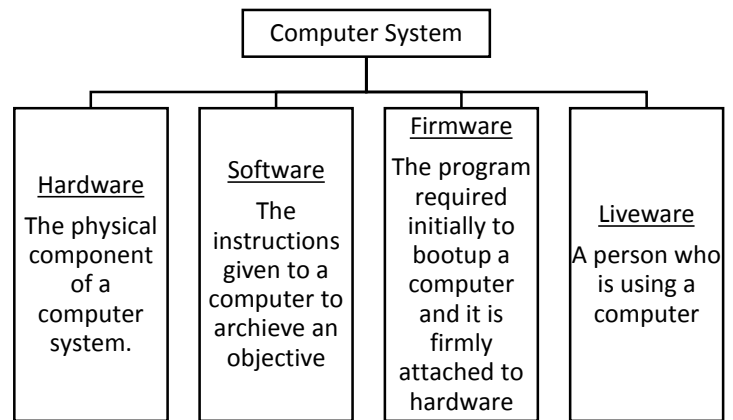 Computer System
Hardware
The physical
component
of a
computer
system.
Software
The
instructions
given to a
computer to
archieve an
objective
Firmware
The program
required
initially to
bootup a
computer
and it is
firmly
attached to
hardware
Liveware
A person who
is using a
computer